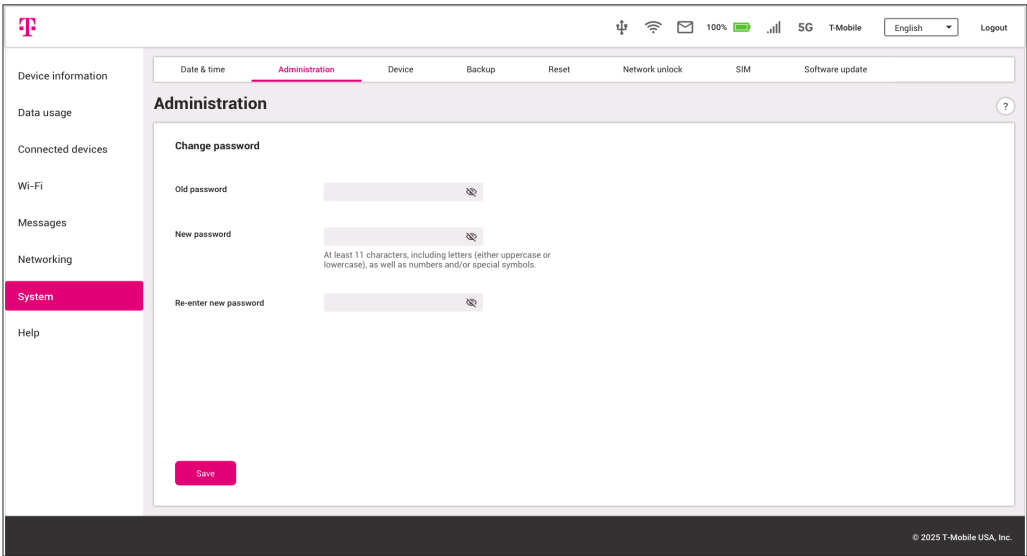 T
100%
5G
T-Mobile
English
Logout
Device information
Data usage
Connected devices
Wi-Fi
Messages
Networking
System
Help
Date & time
Administration
Device
Backup
Reset
Network unlock
SIM
Software update
Administration
?
Change password
Old password
New password
At least 11 characters, including letters (either uppercase or
lowercase), as well as numbers and/or special symbols.
Re-enter new password
Save
© 2025 T-Mobile USA, Inc.